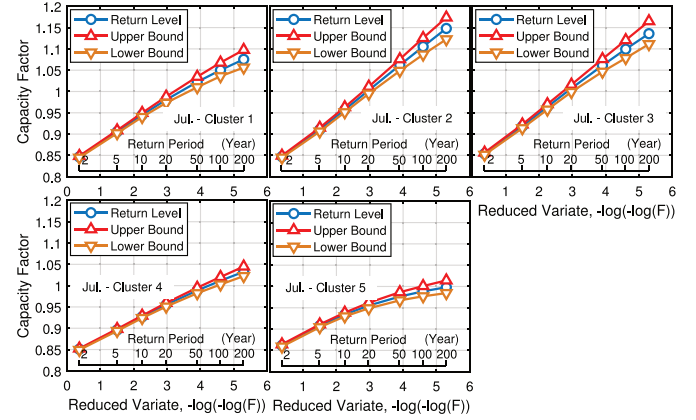 1.2
1.15
1.1
1.05
1
0.95
0.9
0.85
0.8
Capacity Factor
Return Level
Upper Bound
Lower Bound
Jul. - Cluster 1
Return Period (Year)
2 5 10 20 50 100 200
0 1 2 3 4 5 6
Return Level
Upper Bound
Lower Bound
Jul. - Cluster 2
Return Period (Year)
2 5 10 20 50 100 200
0 1 2 3 4 5 6
Return Level
Upper Bound
Lower Bound
Jul. - Cluster 3
Return Period (Year)
2 5 10 20 50 100 200
0 1 2 3 4 5 6
Reduced Variate, -log(-log(F))
1.2
1.15
1.1
1.05
1
0.95
0.9
0.85
0.8
Capacity Factor
Return Level
Upper Bound
Lower Bound
Jul. - Cluster 4
Return Period (Year)
2 5 10 20 50 100 200
0 1 2 3 4 5 6
Reduced Variate, -log(-log(F))
Return Level
Upper Bound
Lower Bound
Jul. - Cluster 5
Return Period (Year)
2 5 10 20 50 100 200
0 1 2 3 4 5 6
Reduced Variate, -log(-log(F))